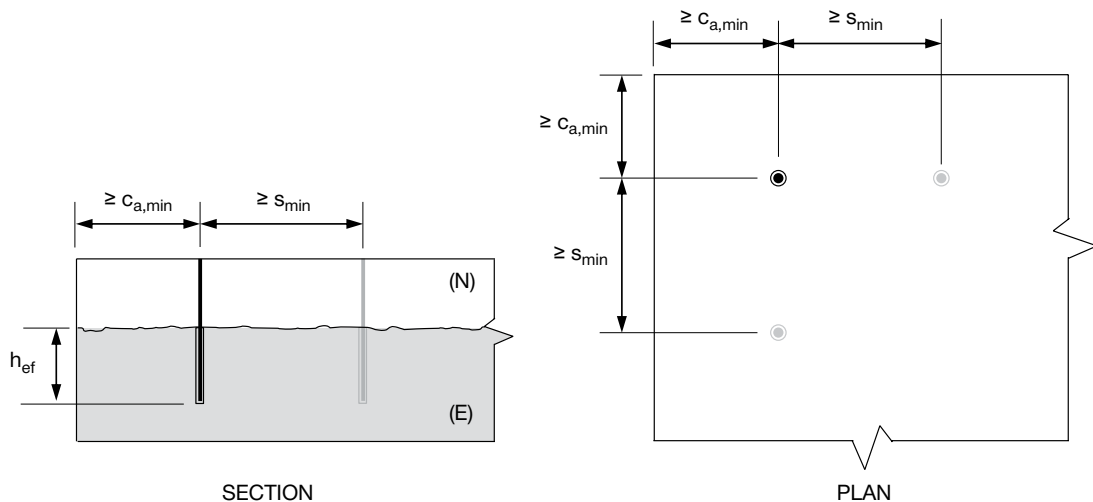 ≥ ca,min
≥ smin
(N)
hef
(E)
SECTION
≥ ca,min
≥ smin
≥ ca,min
≥ smin
PLAN